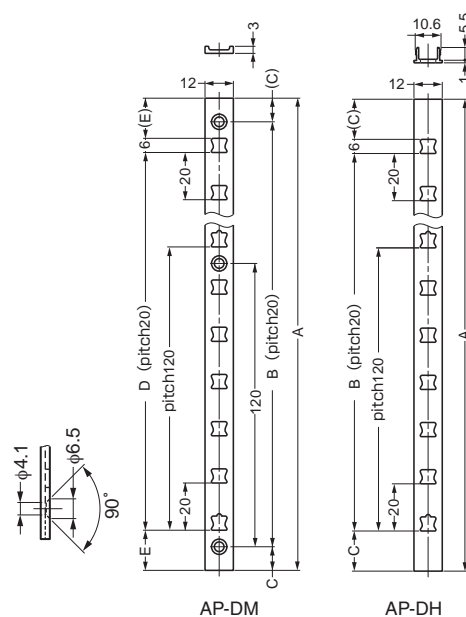 3
12
(C)
(E)
6
20
D (pitch20)
pitch120
B (pitch20)
A
120
20
E
C
φ4.1
φ6.5
90°
AP-DM
10.6
5.5
1
12
(C)
6
20
B (pitch20)
pitch120
A
20
C
AP-DH